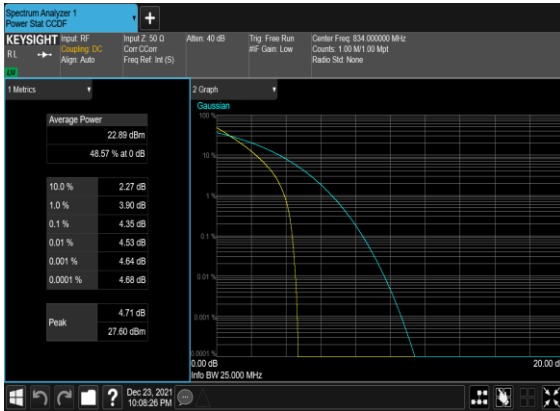 Spectrum Analyzer 1
Power Stat CCDF
+
KEYSIGHT
RL
LV
Input: RF
Coupling: DC
Align: Auto
Input Z: 50 Ω
Corr CCorr
Freq Ref: Int (S)
Atten: 40 dB
Trig: Free Run
#IF Gain: Low
Center Freq: 834.000000 MHz
Counts: 1.00 M/1.00 Mpt
Radio Std: None
1 Metrics
Average Power
22.89 dBm
48.57 % at 0 dB
10.0 % 2.27 dB
1.0 % 3.90 dB
0.1 % 4.35 dB
0.01 % 4.53 dB
0.001 % 4.64 dB
0.0001 % 4.68 dB
Peak 4.71 dB
27.60 dBm
2 Graph
Gaussian
100 %
10 %
1 %
0.1 %
0.01 %
0.001 %
0.0001 %
0.00 dB 20.00 d
Info BW 25.000 MHz
?
Dec 23, 2021
10:08:26 PM